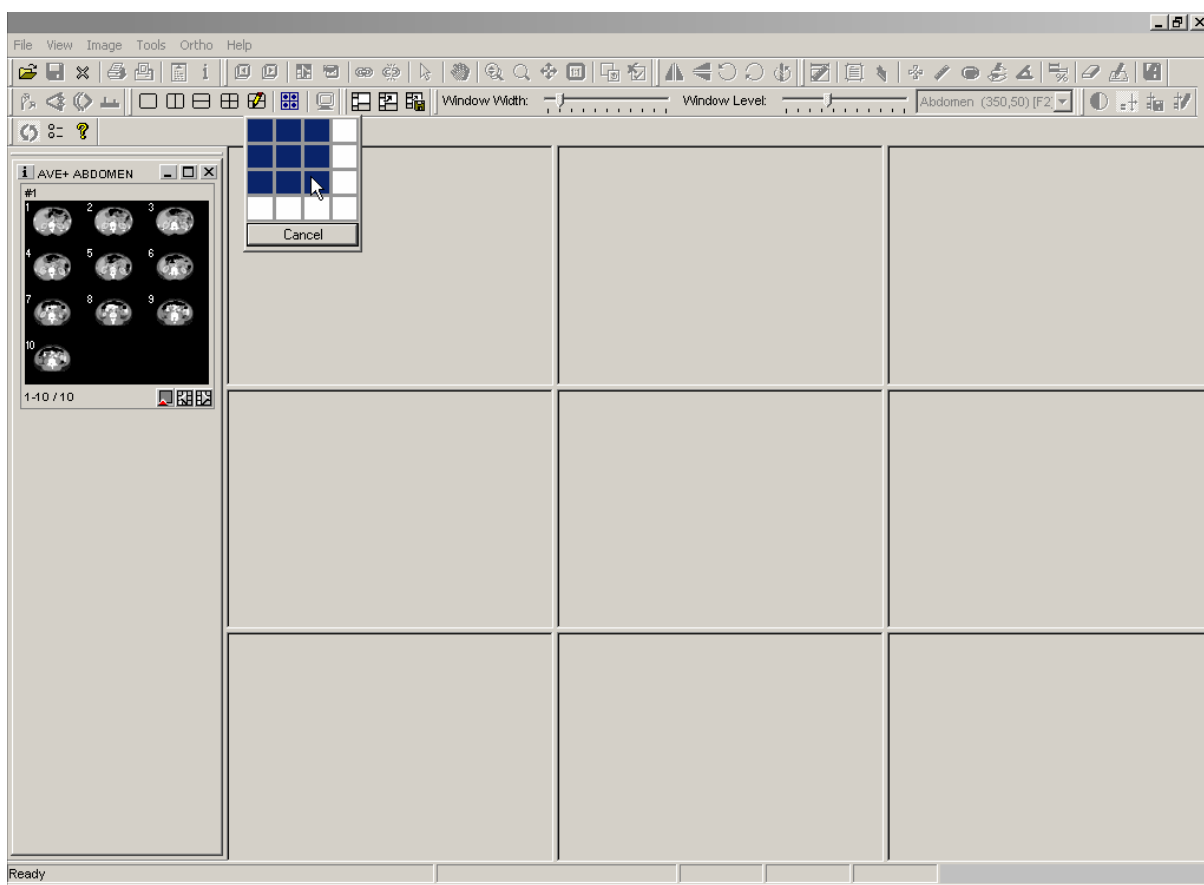 File View Image Tools Ortho Help
Window Width: Window Level: Abdomen (350,50) [F2
Cancel
i AVE+ ABDOMEN
#1
1 2 3
4 5 6
7 8 9
10
1-10 / 10
Ready